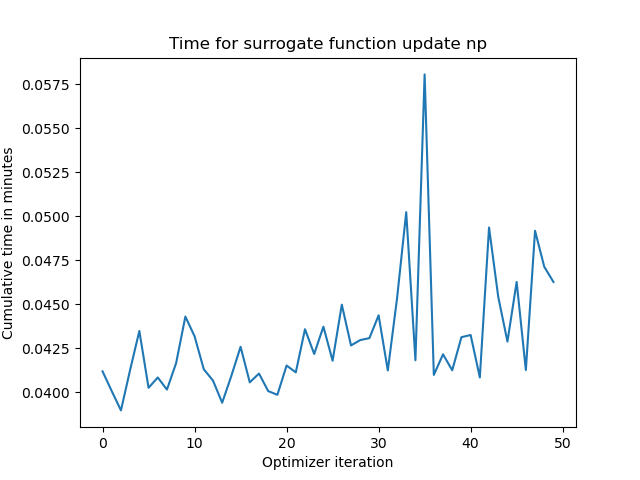 Time for surrogate function update np
Cumulative time in minutes
0.0575
0.0550
0.0525
0.0500
0.0475
0.0450
0.0425
0.0400
0 10 20 30 40 50
Optimizer iteration